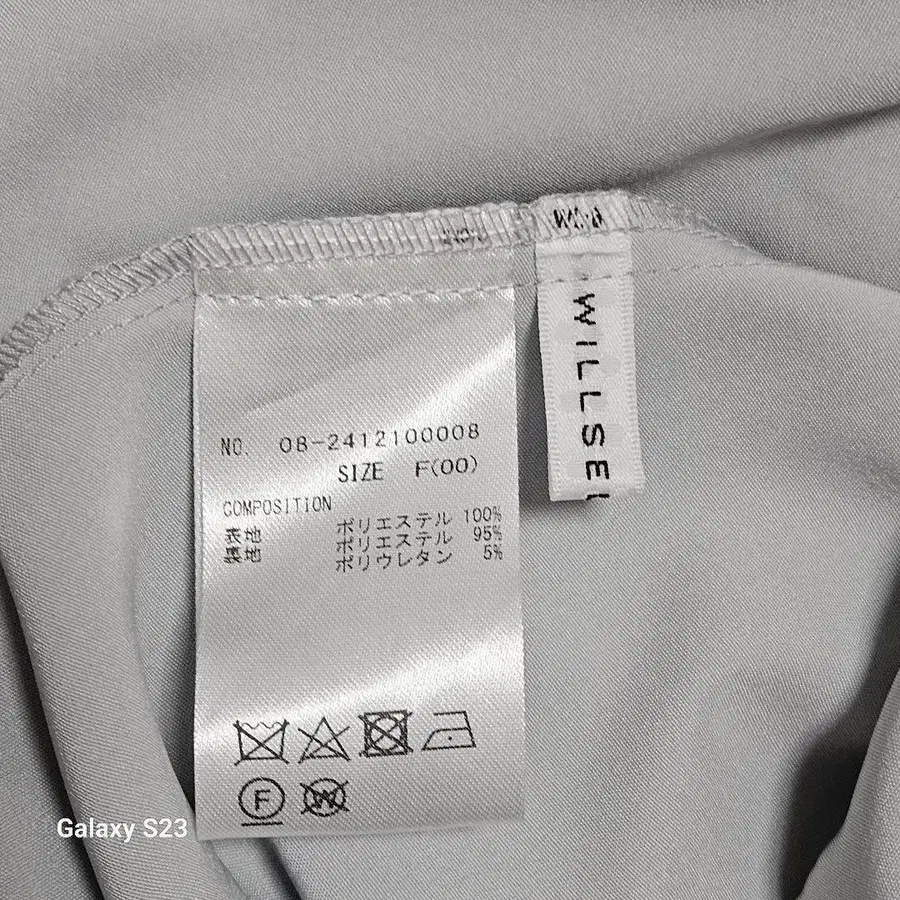 NO. 08-2412100008
SIZE F(00)
COMPOSITION
表地 ポリエステル 100%
裏地 ポリエステル 95%
ポリウレタン 5%
F
W
WILLSE
Galaxy S23